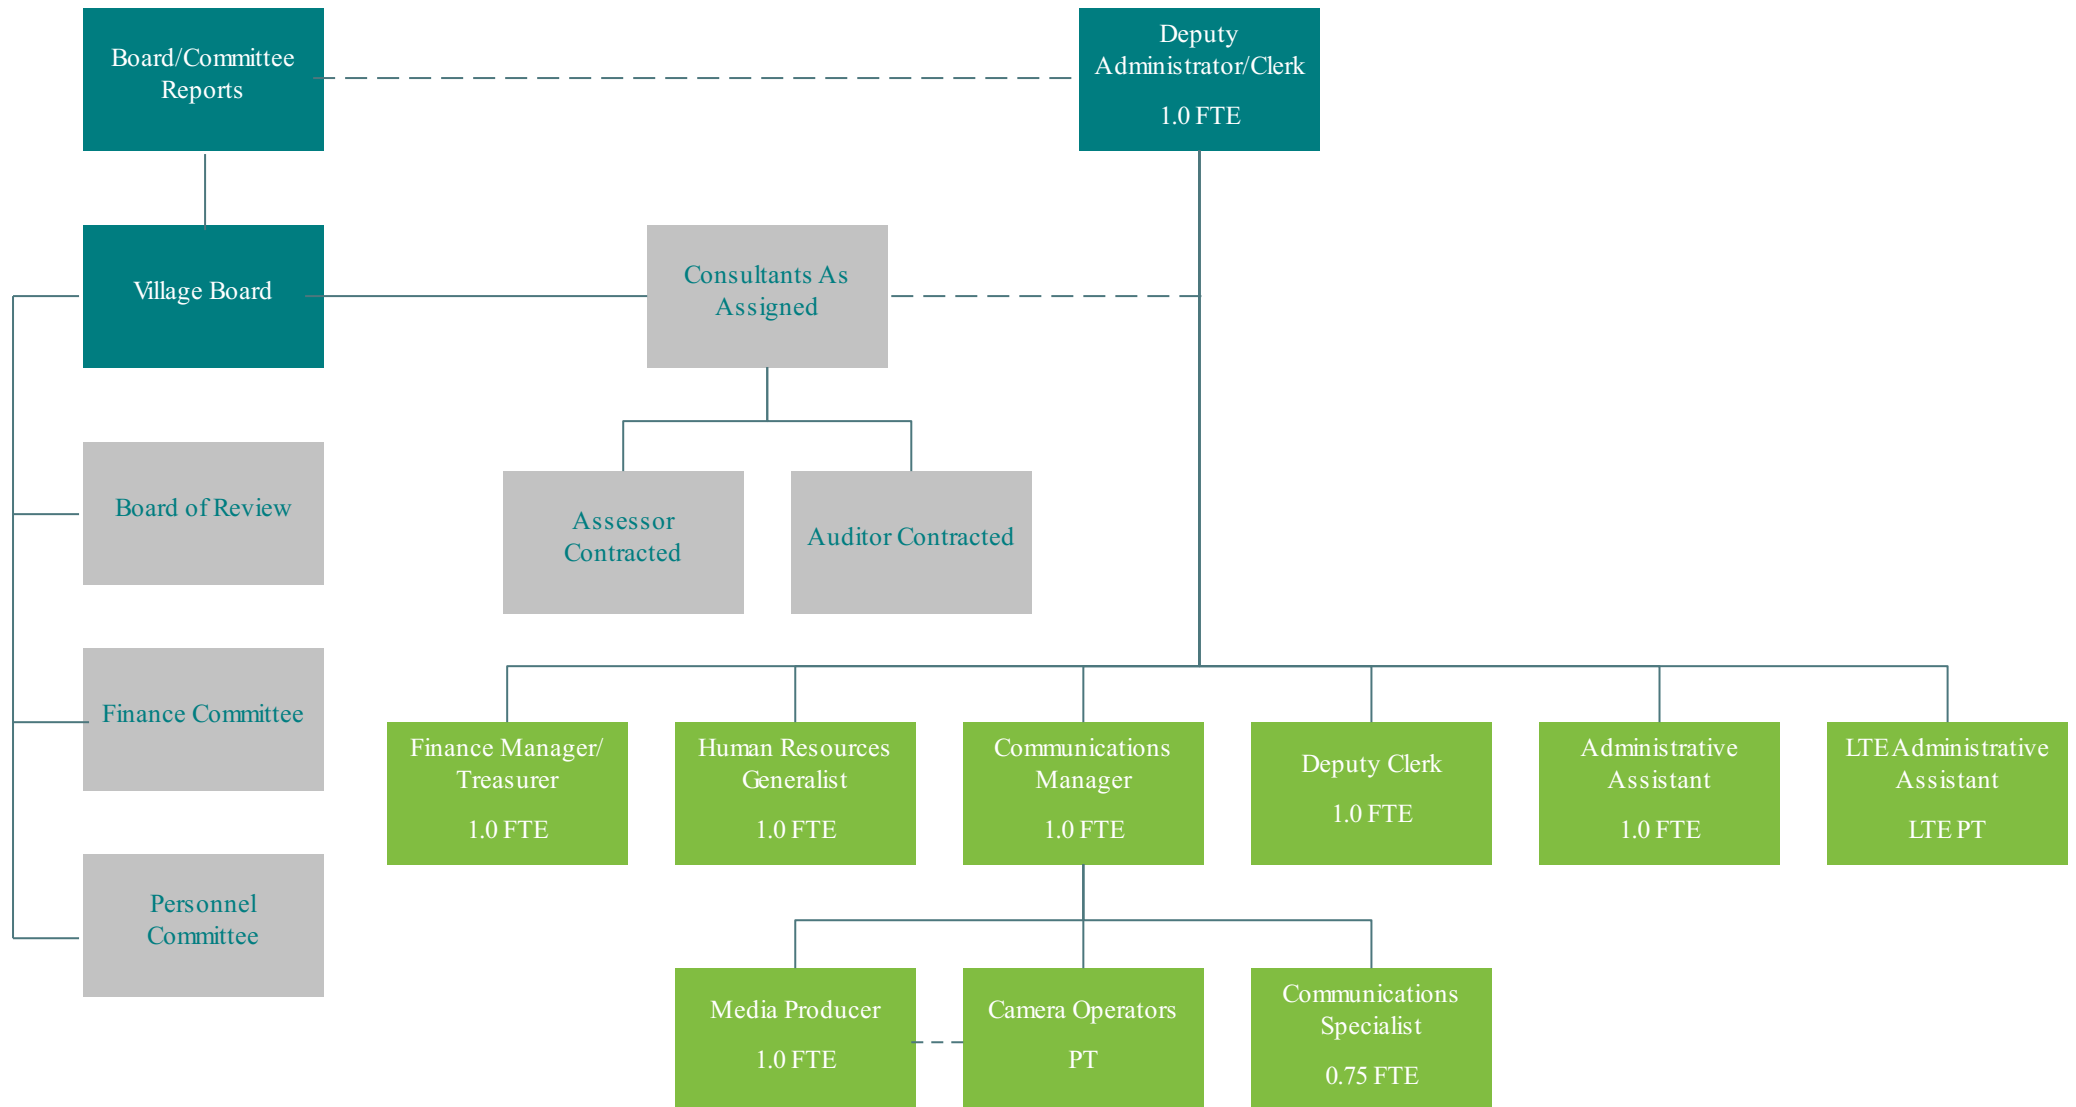 Board/Committee
Reports
Deputy
Administrator/Clerk
1.0 FTE
Village Board
Consultants As
Assigned
Board of Review
Assessor
Contracted
Auditor Contracted
Finance Committee
Finance Manager/
Treasurer
1.0 FTE
Human Resources
Generalist
1.0 FTE
Communications
Manager
1.0 FTE
Deputy Clerk
1.0 FTE
Administrative
Assistant
1.0 FTE
LTE Administrative
Assistant
LTE PT
Personnel
Committee
Media Producer
1.0 FTE
Camera Operators
PT
Communications
Specialist
0.75 FTE